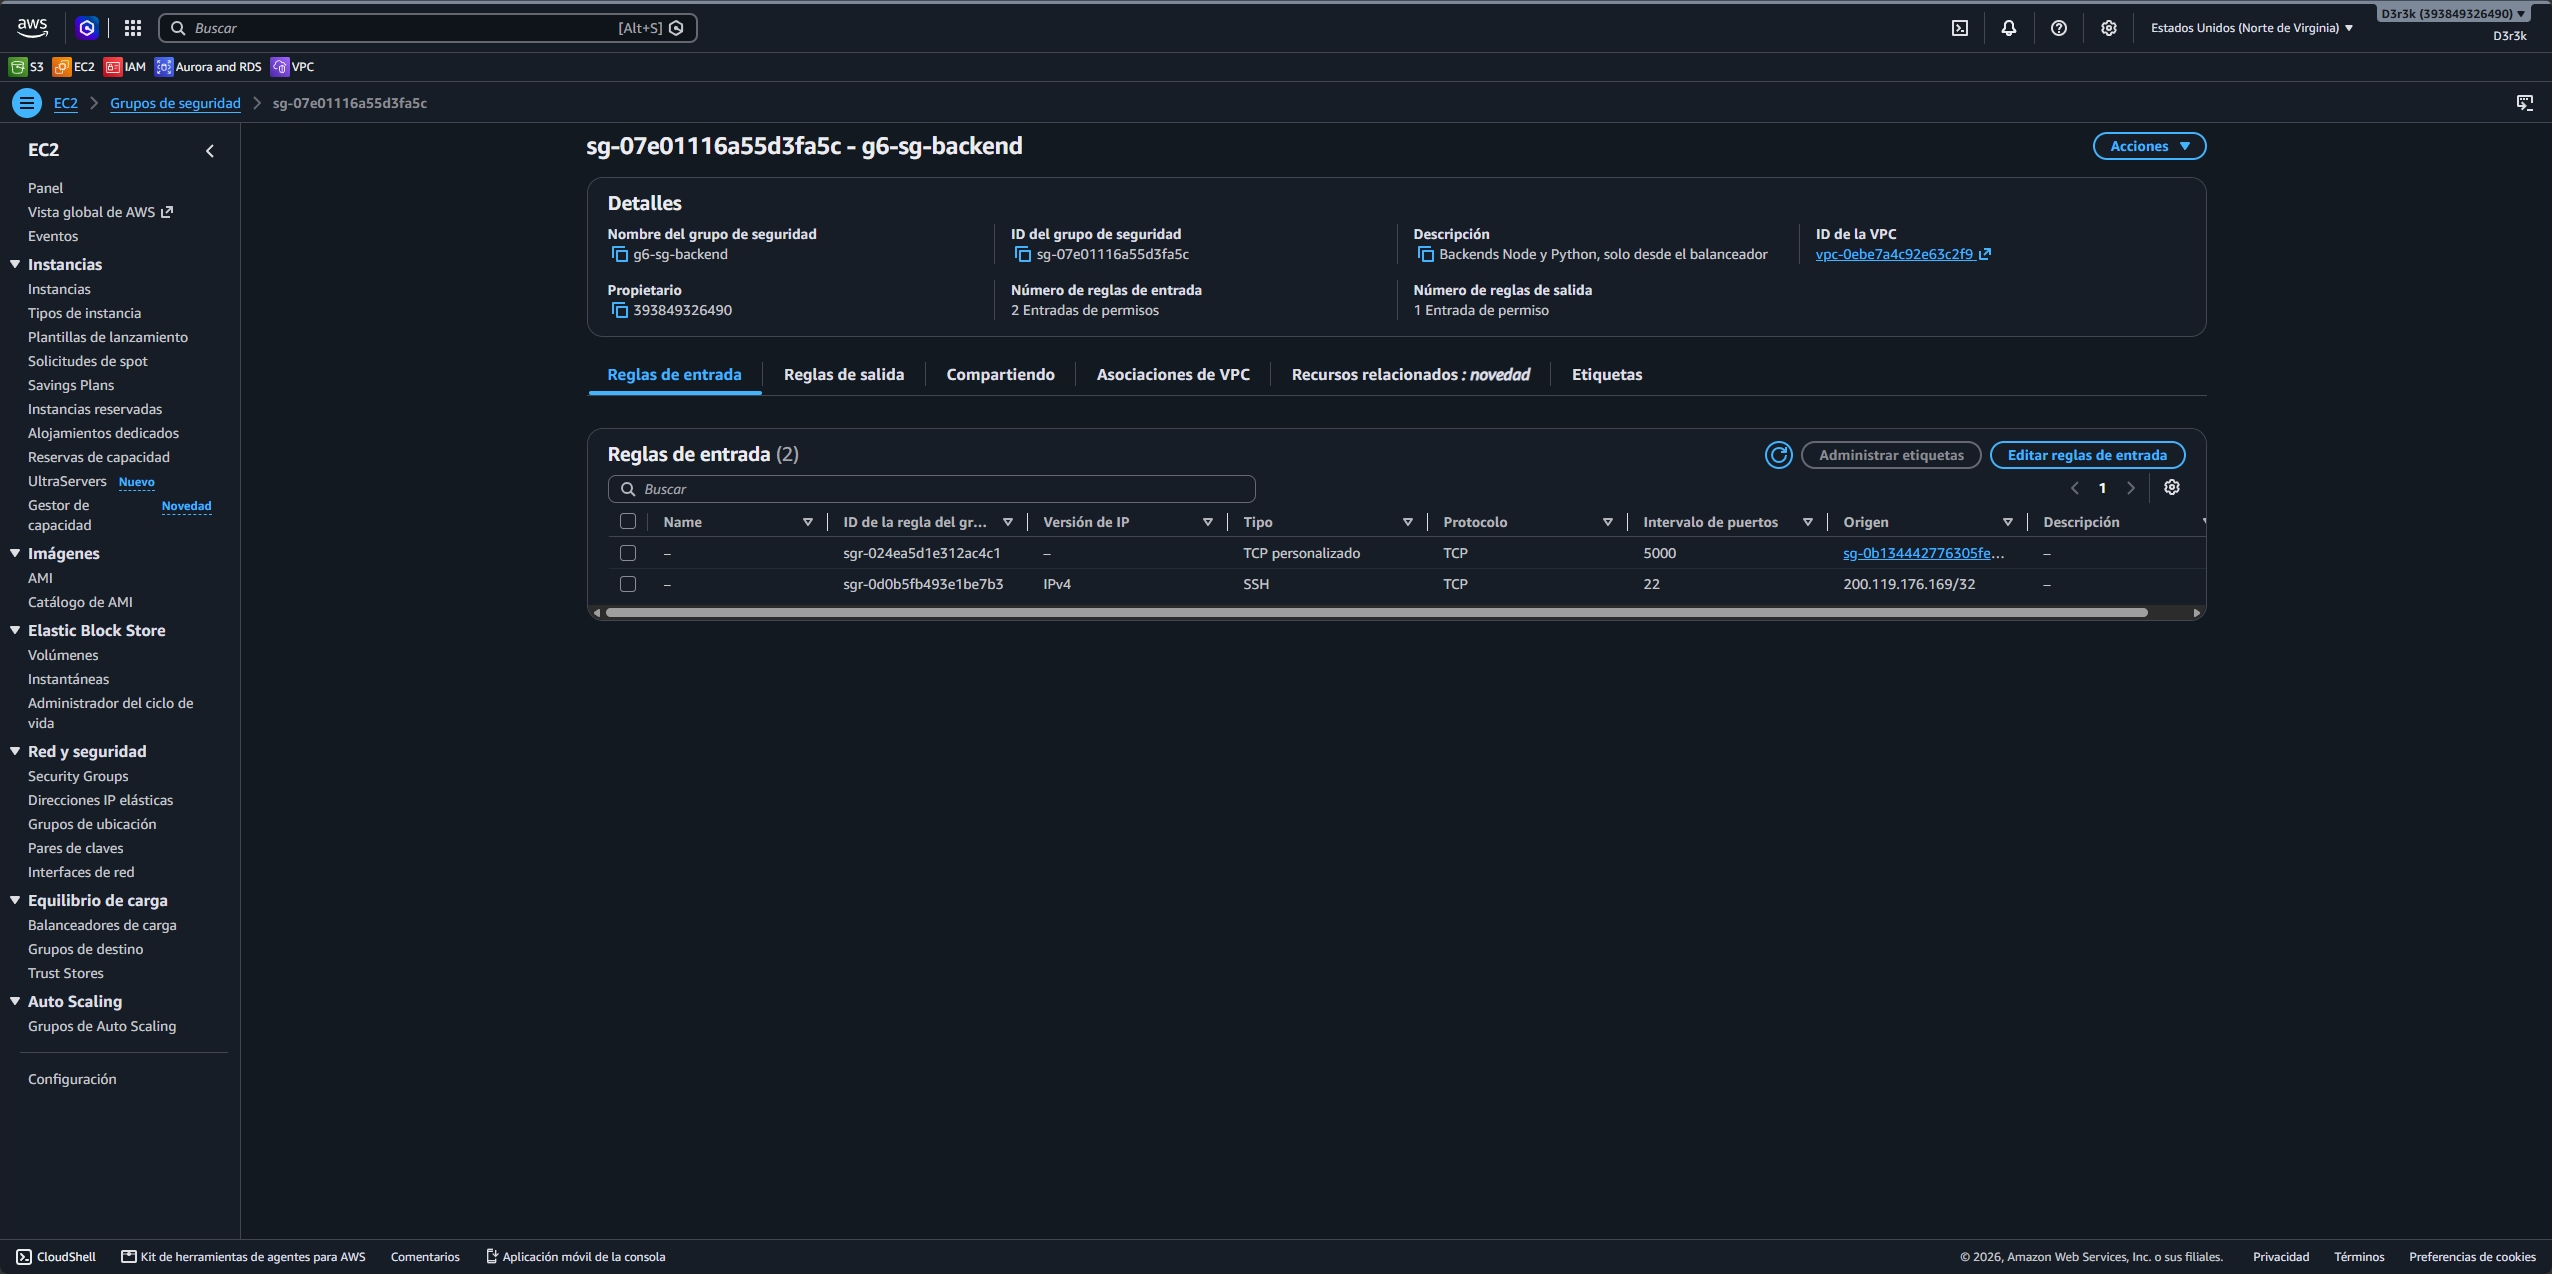 aws
Buscar [Alt+S]
Estados Unidos (Norte de Virginia)
D3r3k (393849326490)
D3r3k
S3 EC2 IAM Aurora and RDS VPC
EC2 Grupos de seguridad sg-07e01116a55d3fa5c
EC2
Panel
Vista global de AWS
Eventos
Instancias
Instancias
Tipos de instancia
Plantillas de lanzamiento
Solicitudes de spot
Savings Plans
Instancias reservadas
Alojamientos dedicados
Reservas de capacidad
UltraServers Nuevo
Gestor de capacidad Novedad
Imágenes
AMI
Catálogo de AMI
Elastic Block Store
Volúmenes
Instantáneas
Administrador del ciclo de
vida
Red y seguridad
Security Groups
Direcciones IP elásticas
Grupos de ubicación
Pares de claves
Interfaces de red
Equilibrio de carga
Balanceadores de carga
Grupos de destino
Trust Stores
Auto Scaling
Grupos de Auto Scaling
Configuración
sg-07e01116a55d3fa5c - g6-sg-backend
Acciones
Detalles
Nombre del grupo de seguridad
g6-sg-backend
ID del grupo de seguridad
sg-07e01116a55d3fa5c
Descripción
Backends Node y Python, solo desde el balanceador
ID de la VPC
vpc-0ebe7a4c92e63c2f9
Propietario
393849326490
Número de reglas de entrada
2 Entradas de permisos
Número de reglas de salida
1 Entrada de permiso
Reglas de entrada Reglas de salida Compartiendo Asociaciones de VPC Recursos relacionados : novedad Etiquetas
Reglas de entrada (2)
Administrar etiquetas Editar reglas de entrada
Buscar
1
Name ID de la regla del gr... Versión de IP Tipo Protocolo Intervalo de puertos Origen Descripción
– sgr-024ea5d1e312ac4c1 – TCP personalizado TCP 5000 sg-0b134442776305fe... –
– sgr-0d0b5fb493e1be7b3 IPv4 SSH TCP 22 200.119.176.169/32 –
CloudShell Kit de herramientas de agentes para AWS Comentarios Aplicación móvil de la consola
© 2026, Amazon Web Services, Inc. o sus filiales. Privacidad Términos Preferencias de cookies